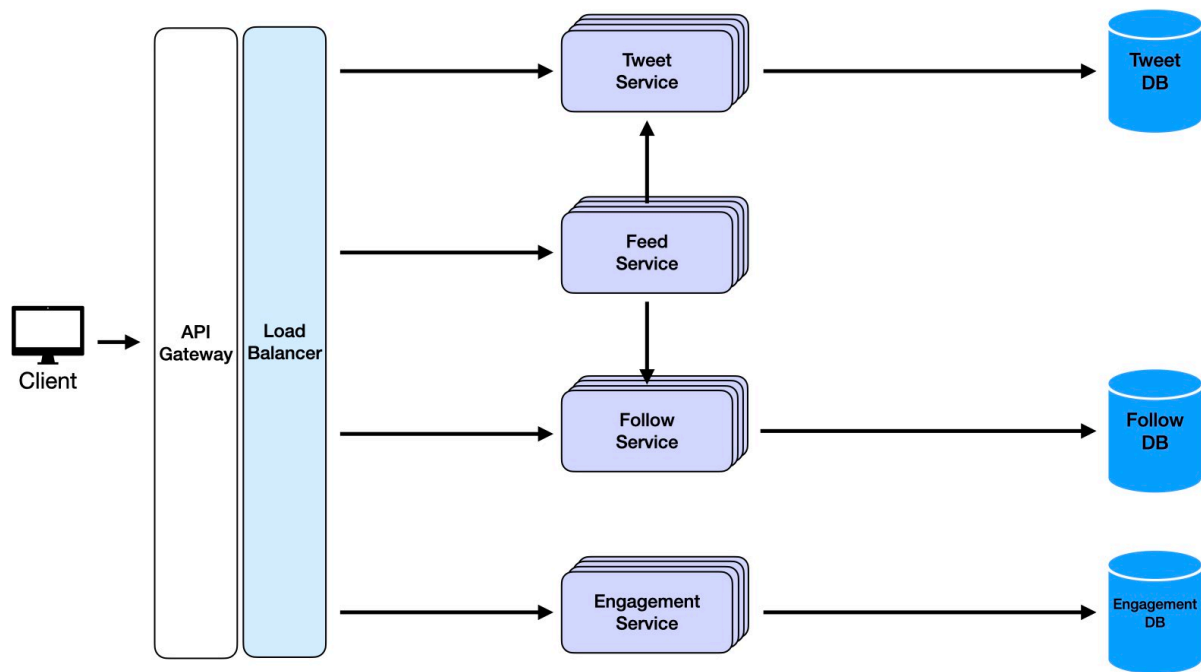 Tweet
Service
Tweet
DB
Feed
Service
Client
API
Gateway
Load
Balancer
Follow
Service
Follow
DB
Engagement
Service
Engagement
DB